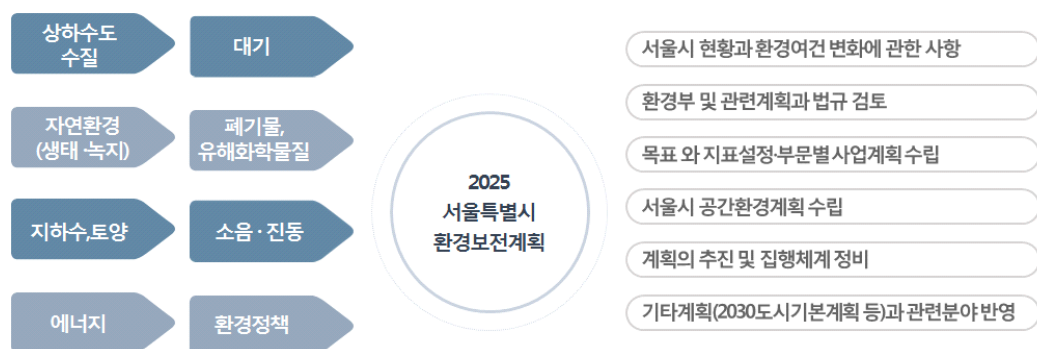 상하수도
수질
대기
자연환경
(생태·녹지)
폐기물,
유해화학물질
지하수,토양
소음·진동
에너지
환경정책
2025
서울특별시
환경보전계획
서울시 현황과 환경여건 변화에 관한 사항
환경부 및 관련계획과 법규 검토
목표 와 지표설정·부문별 사업계획 수립
서울시 공간환경계획 수립
계획의 추진 및 집행체계 정비
기타계획(2030도시기본계획 등)과 관련분야 반영